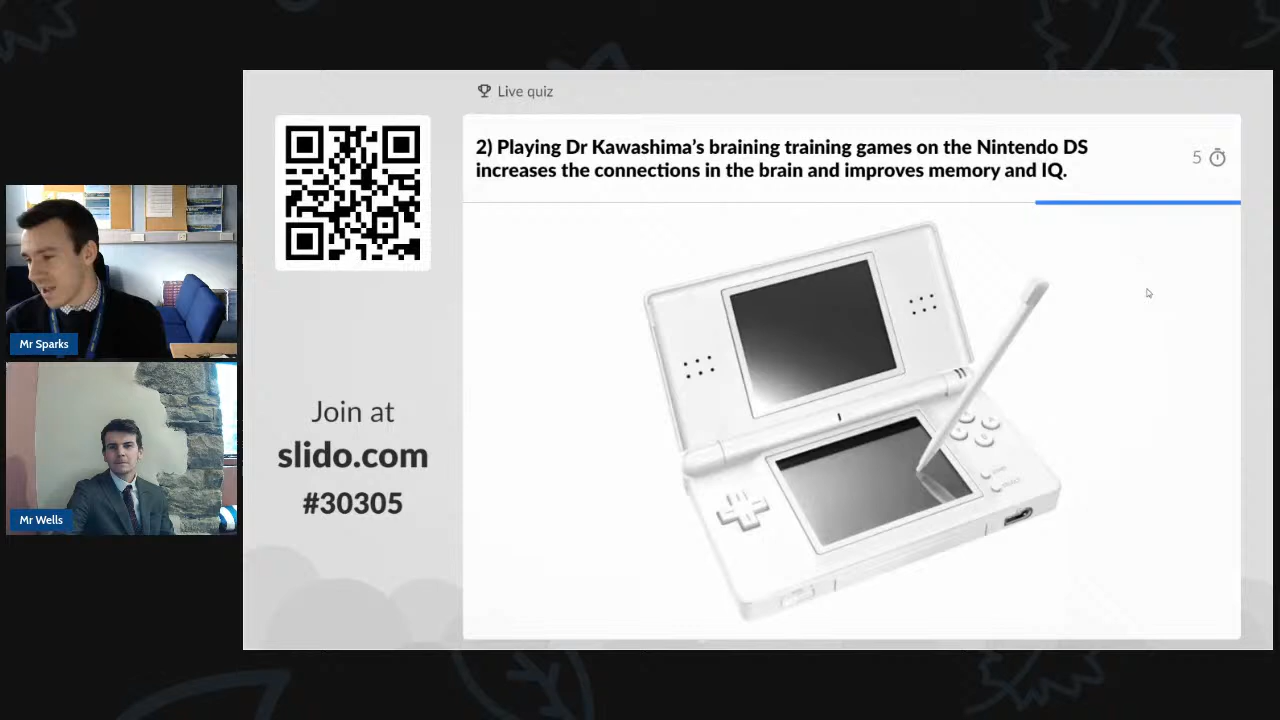 Live quiz
2) Playing Dr Kawashima’s braining training games on the Nintendo DS
increases the connections in the brain and improves memory and IQ.
5
Join at
slido.com
#30305
Mr Sparks
Mr Wells